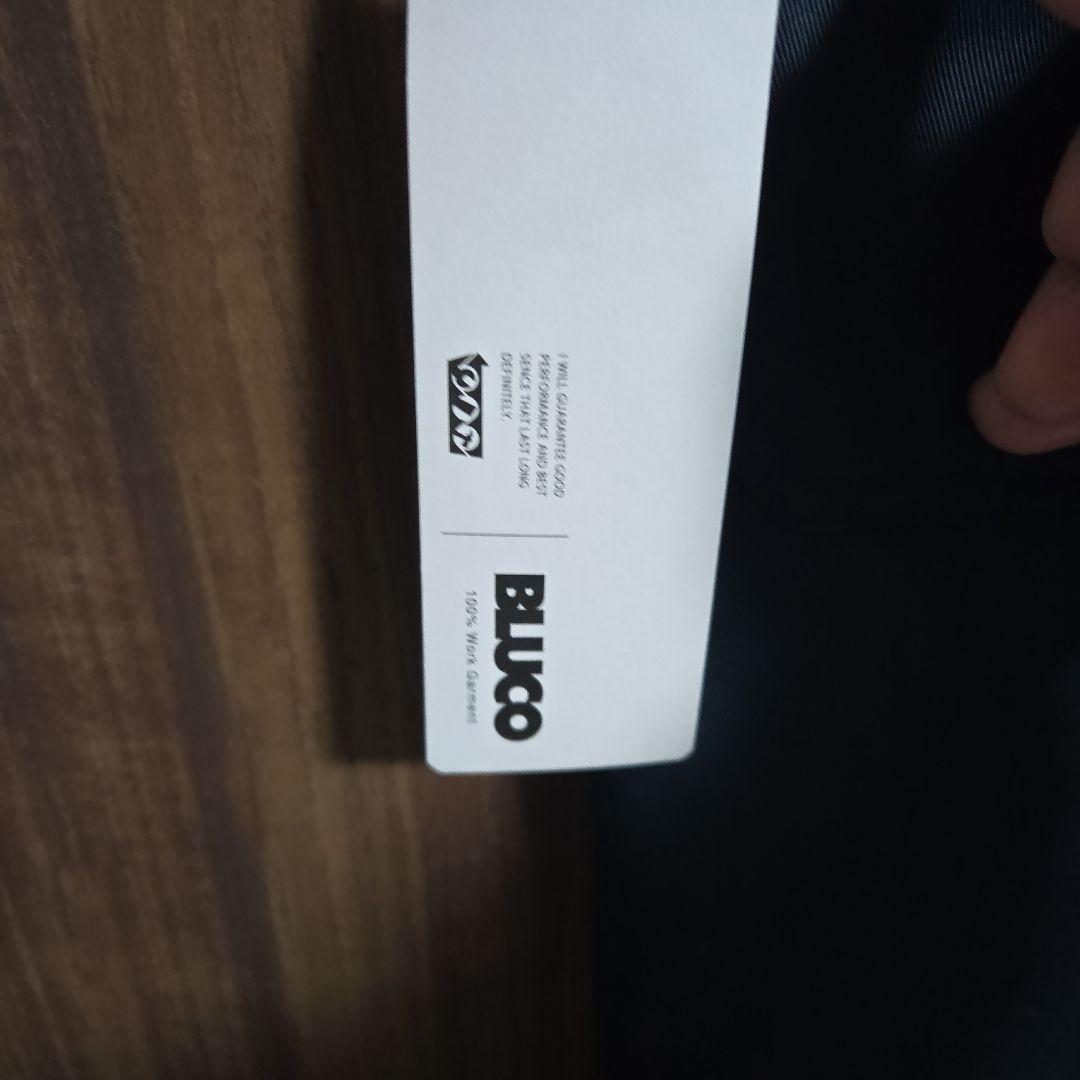 I WILL GUARANTEE GOOD
PERFORMANCE AND BEST
SENCE THAT LAST LONG
DEFINITELY.
BLUCO
100% Work Garment